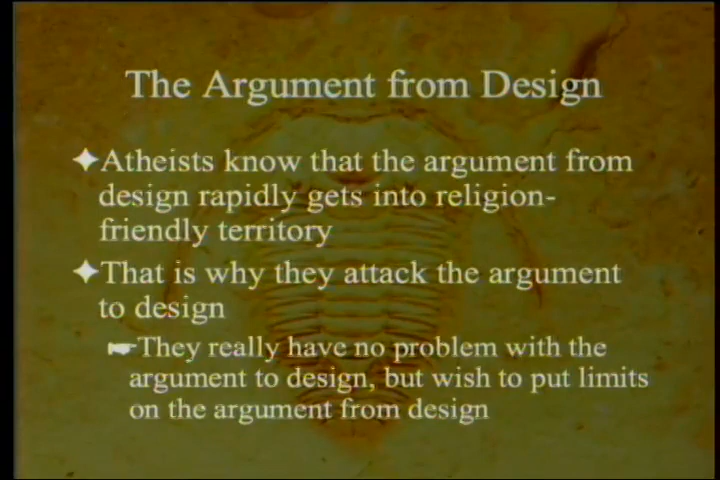 The Argument from Design
Atheists know that the argument from
design rapidly gets into religion-
friendly territory
That is why they attack the argument
to design
They really have no problem with the
argument to design, but wish to put limits
on the argument from design